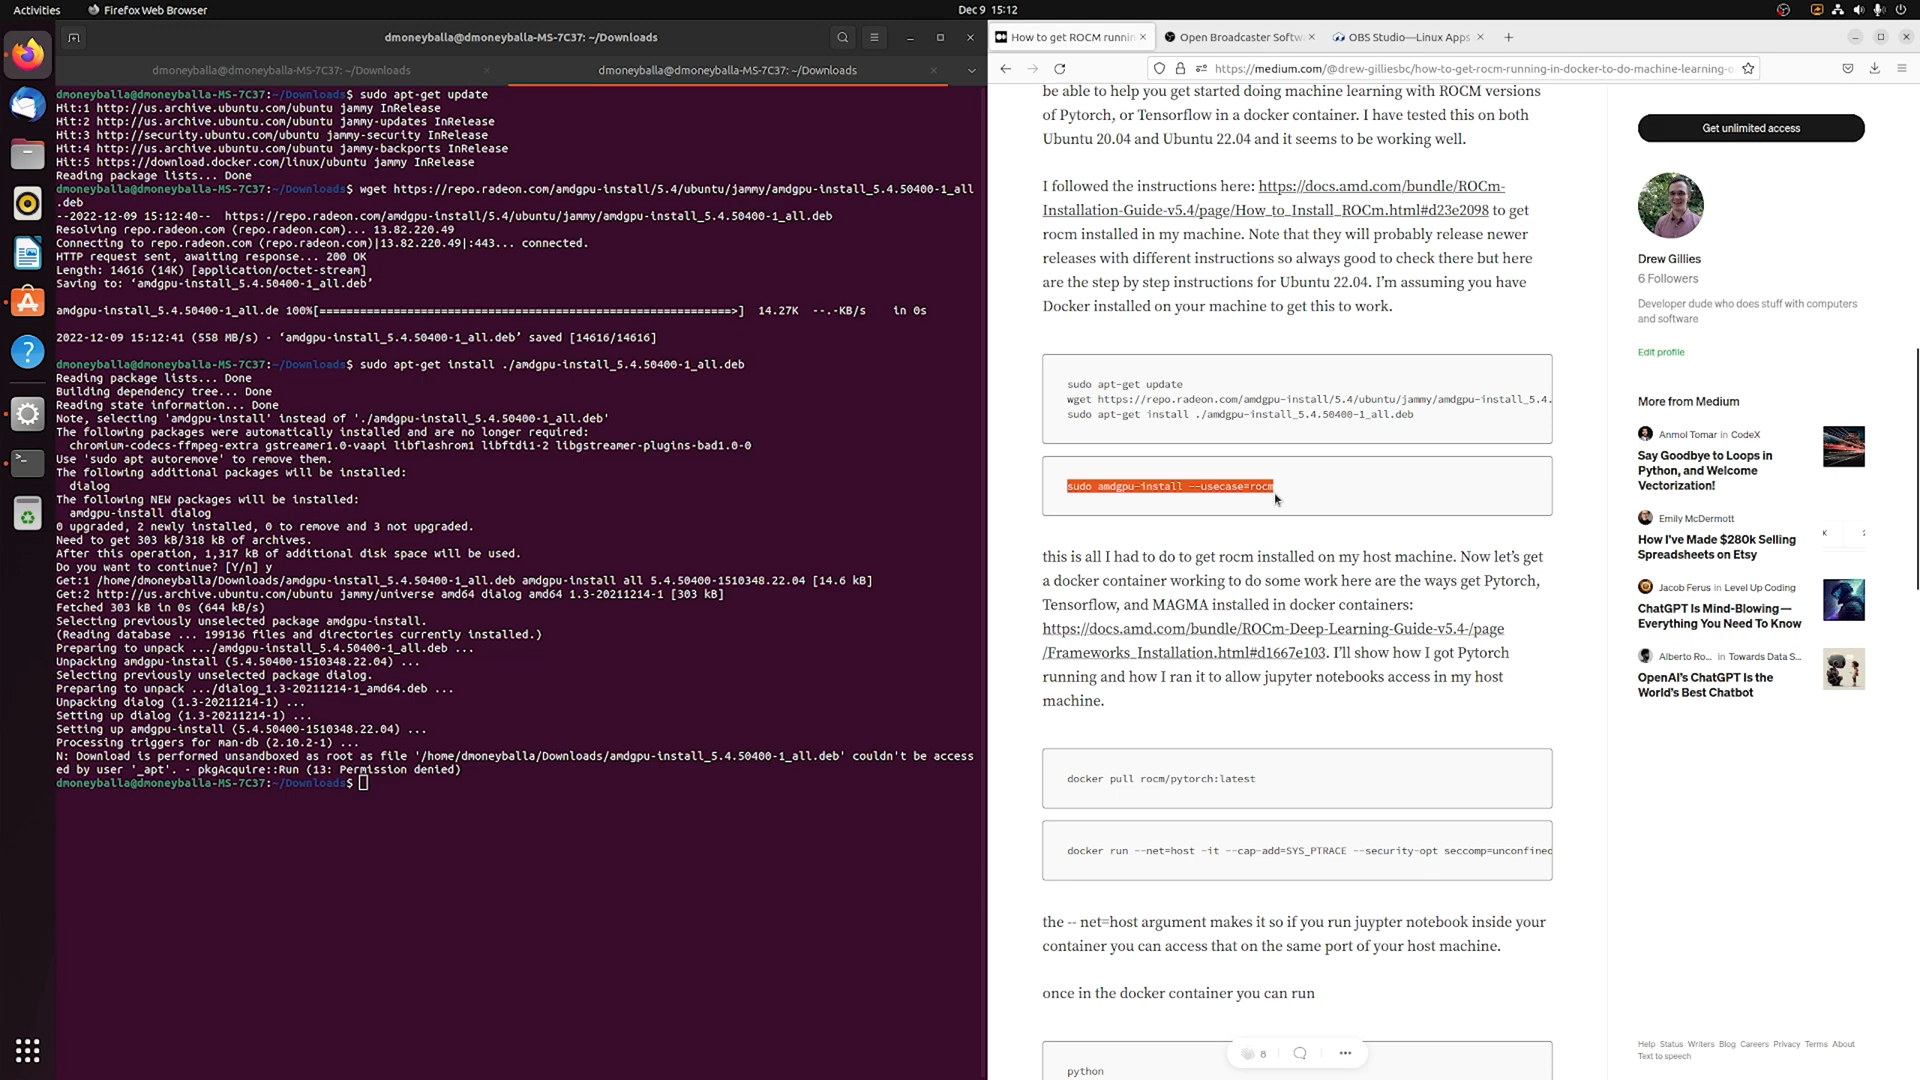 Activities
Firefox Web Browser
Dec 9 15:12
dmoneyballa@dmoneyballa-MS-7C37: ~/Downloads
dmoneyballa@dmoneyballa-MS-7C37: ~/Downloads
dmoneyballa@dmoneyballa-MS-7C37: ~/Downloads
dmoneyballa@dmoneyballa-MS-7C37:~/Downloads$ sudo apt-get update
Hit:1 http://us.archive.ubuntu.com/ubuntu jammy InRelease
Hit:2 http://us.archive.ubuntu.com/ubuntu jammy-updates InRelease
Hit:3 http://security.ubuntu.com/ubuntu jammy-security InRelease
Hit:4 http://us.archive.ubuntu.com/ubuntu jammy-backports InRelease
Hit:5 https://download.docker.com/linux/ubuntu jammy InRelease
Reading package lists... Done
dmoneyballa@dmoneyballa-MS-7C37:~/Downloads$ wget https://repo.radeon.com/amdgpu-install/5.4/ubuntu/jammy/amdgpu-install_5.4.50400-1_all
.deb
--2022-12-09 15:12:40-- https://repo.radeon.com/amdgpu-install/5.4/ubuntu/jammy/amdgpu-install_5.4.50400-1_all.deb
Resolving repo.radeon.com (repo.radeon.com)... 13.82.220.49
Connecting to repo.radeon.com (repo.radeon.com)|13.82.220.49|:443... connected.
HTTP request sent, awaiting response... 200 OK
Length: 14616 (14K) [application/octet-stream]
Saving to: ‘amdgpu-install_5.4.50400-1_all.deb’
amdgpu-install_5.4.50400-1_all.de 100%[=============================================================>] 14.27K --.-KB/s in 0s
2022-12-09 15:12:41 (558 MB/s) - ‘amdgpu-install_5.4.50400-1_all.deb’ saved [14616/14616]
dmoneyballa@dmoneyballa-MS-7C37:~/Downloads$ sudo apt-get install ./amdgpu-install_5.4.50400-1_all.deb
Reading package lists... Done
Building dependency tree... Done
Reading state information... Done
Note, selecting 'amdgpu-install' instead of './amdgpu-install_5.4.50400-1_all.deb'
The following packages were automatically installed and are no longer required:
chromium-codecs-ffmpeg-extra gstreamer1.0-vaapi libflashrom1 libftdi1-2 libgstreamer-plugins-bad1.0-0
Use 'sudo apt autoremove' to remove them.
The following additional packages will be installed:
dialog
The following NEW packages will be installed:
amdgpu-install dialog
0 upgraded, 2 newly installed, 0 to remove and 3 not upgraded.
Need to get 303 kB/318 kB of archives.
After this operation, 1,317 kB of additional disk space will be used.
Do you want to continue? [Y/n] y
Get:1 /home/dmoneyballa/Downloads/amdgpu-install_5.4.50400-1_all.deb amdgpu-install all 5.4.50400-1510348.22.04 [14.6 kB]
Get:2 http://us.archive.ubuntu.com/ubuntu jammy/universe amd64 dialog amd64 1.3-20211214-1 [303 kB]
Fetched 303 kB in 0s (644 kB/s)
Selecting previously unselected package amdgpu-install.
(Reading database ... 199136 files and directories currently installed.)
Preparing to unpack .../amdgpu-install_5.4.50400-1_all.deb ...
Unpacking amdgpu-install (5.4.50400-1510348.22.04) ...
Selecting previously unselected package dialog.
Preparing to unpack .../dialog_1.3-20211214-1_amd64.deb ...
Unpacking dialog (1.3-20211214-1) ...
Setting up dialog (1.3-20211214-1) ...
Setting up amdgpu-install (5.4.50400-1510348.22.04) ...
Processing triggers for man-db (2.10.2-1) ...
N: Download is performed unsandboxed as root as file '/home/dmoneyballa/Downloads/amdgpu-install_5.4.50400-1_all.deb' couldn't be access
ed by user '_apt'. - pkgAcquire::Run (13: Permission denied)
dmoneyballa@dmoneyballa-MS-7C37:~/Downloads$
How to get ROCM runnin
Open Broadcaster Softw
OBS Studio—Linux Apps
https://medium.com/@drew-gilliesbc/how-to-get-rocm-running-in-docker-to-do-machine-learning-o
be able to help you get started doing machine learning with ROCM versions
of Pytorch, or Tensorflow in a docker container. I have tested this on both
Ubuntu 20.04 and Ubuntu 22.04 and it seems to be working well.
I followed the instructions here: https://docs.amd.com/bundle/ROCm-
Installation-Guide-v5.4/page/How_to_Install_ROCm.html#d23e2098 to get
rocm installed in my machine. Note that they will probably release newer
releases with different instructions so always good to check there but here
are the step by step instructions for Ubuntu 22.04. I’m assuming you have
Docker installed on your machine to get this to work.
sudo apt-get update
wget https://repo.radeon.com/amdgpu-install/5.4/ubuntu/jammy/amdgpu-install_5.4.
sudo apt-get install ./amdgpu-install_5.4.50400-1_all.deb
sudo amdgpu-install --usecase=rocm
this is all I had to do to get rocm installed on my host machine. Now let’s get
a docker container working to do some work here are the ways get Pytorch,
Tensorflow, and MAGMA installed in docker containers:
https://docs.amd.com/bundle/ROCm-Deep-Learning-Guide-v5.4-/page
/Frameworks_Installation.html#d1667e103. I’ll show how I got Pytorch
running and how I ran it to allow jupyter notebooks access in my host
machine.
docker pull rocm/pytorch:latest
docker run --net=host -it --cap-add=SYS_PTRACE --security-opt seccomp=unconfined
the -- net=host argument makes it so if you run juypter notebook inside your
container you can access that on the same port of your host machine.
once in the docker container you can run
python
8
Get unlimited access
Drew Gillies
6 Followers
Developer dude who does stuff with computers
and software
Edit profile
More from Medium
Anmol Tomar in CodeX
Say Goodbye to Loops in
Python, and Welcome
Vectorization!
Emily McDermott
How I've Made $280k Selling
Spreadsheets on Etsy
Jacob Ferus in Level Up Coding
ChatGPT Is Mind-Blowing—
Everything You Need To Know
Alberto Ro... in Towards Data S...
OpenAI’s ChatGPT Is the
World’s Best Chatbot
Help Status Writers Blog Careers Privacy Terms About
Text to speech